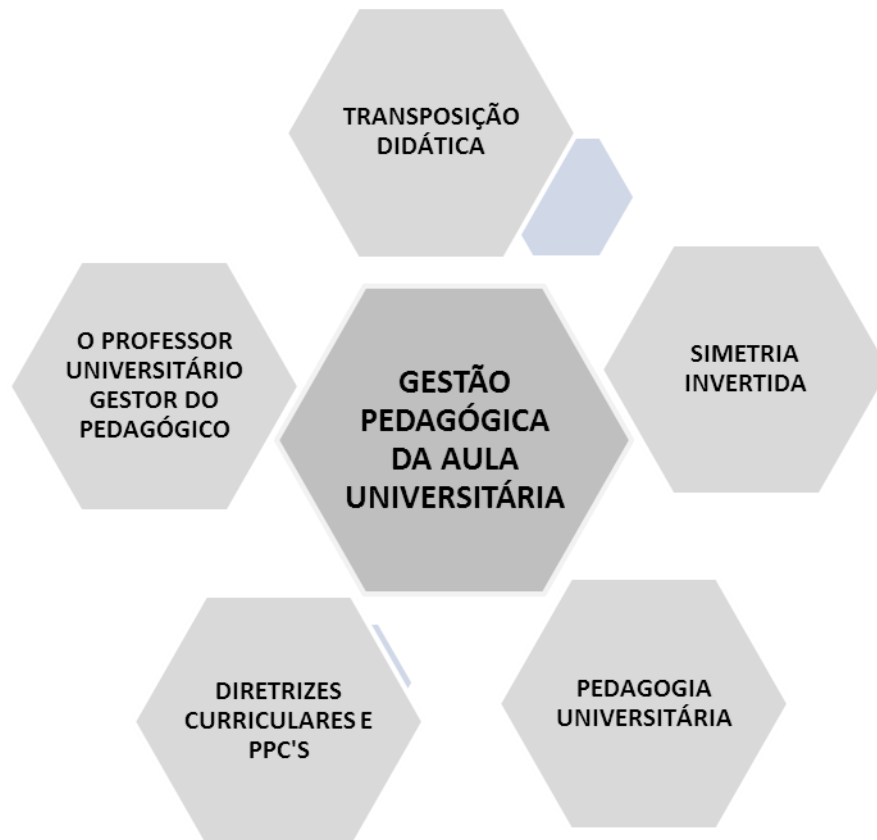 TRANSPOSIÇÃO
DIDÁTICA
O PROFESSOR
UNIVERSITÁRIO
GESTOR DO
PEDAGÓGICO
SIMETRIA
INVERTIDA
GESTÃO
PEDAGÓGICA
DA AULA
UNIVERSITÁRIA
DIRETRIZES
CURRICULARES E
PPC'S
PEDAGOGIA
UNIVERSITÁRIA